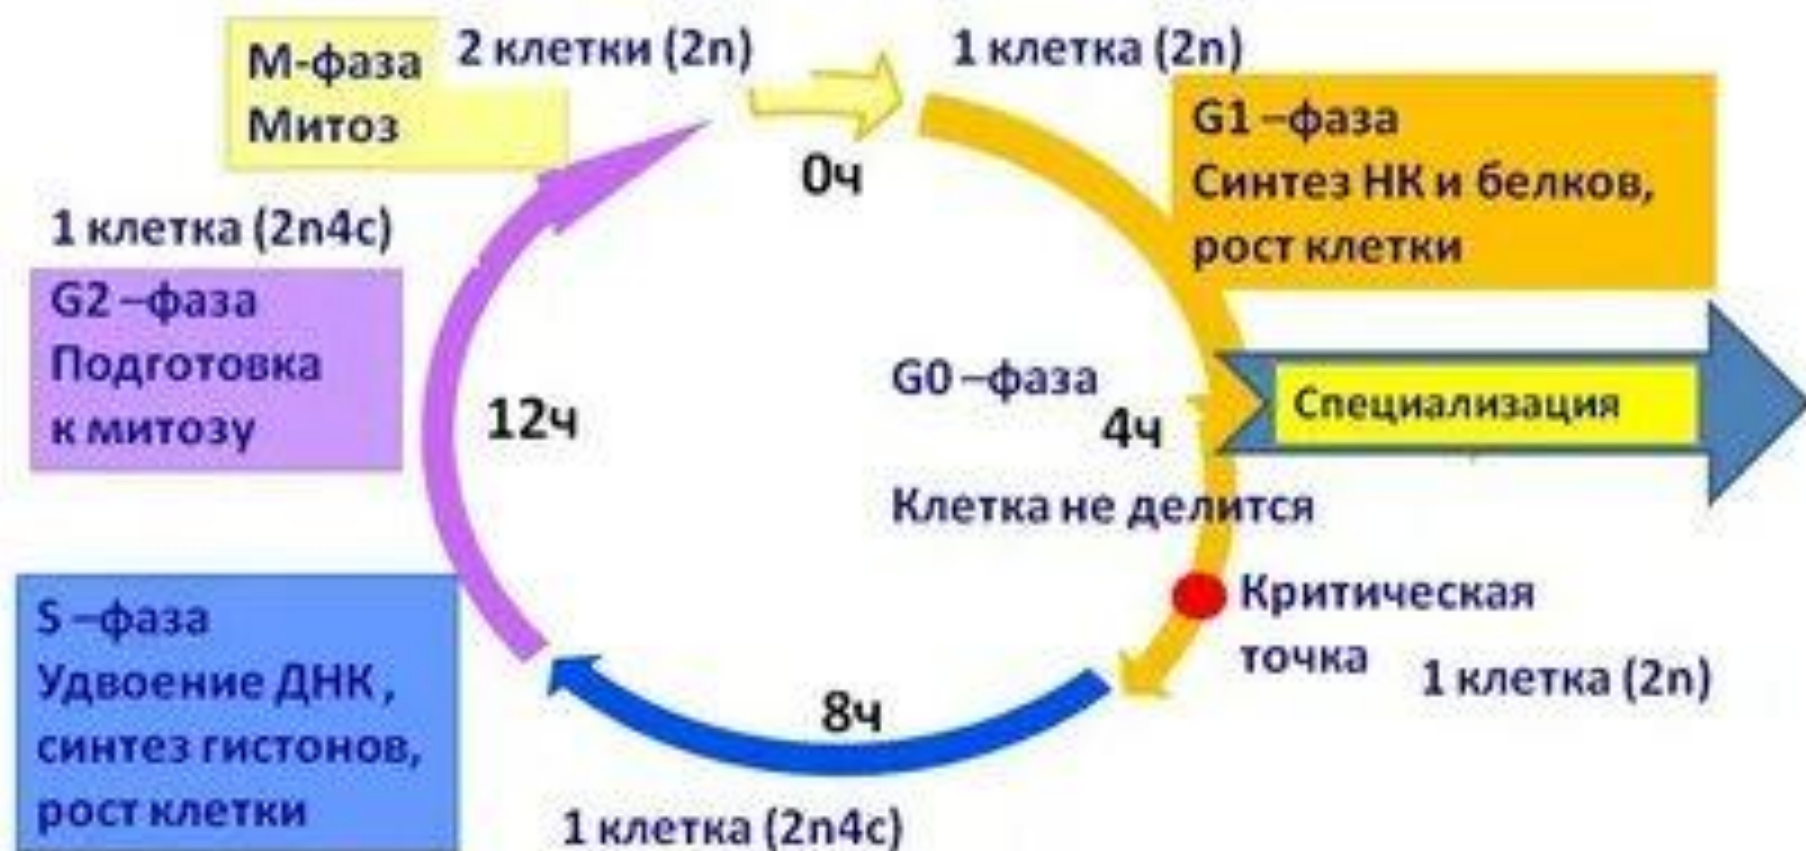 М-фаза
Митоз
2 клетки (2n)
0ч
1 клетка (2n)
G1 –фаза
Синтез НК и белков,
рост клетки
1 клетка (2n4c)
G2 –фаза
Подготовка
к митозу
12ч
G0 –фаза
4ч
Специализация
Клетка не делится
Критическая
точка
1 клетка (2n)
S –фаза
Удвоение ДНК ,
синтез гистонов,
рост клетки
8ч
1 клетка (2n4c)